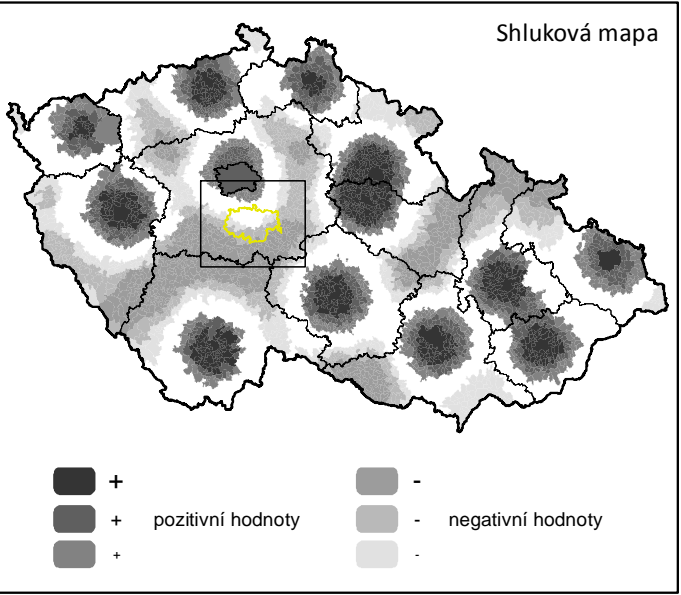 Shluková mapa
+ -
+ pozitivní hodnoty - negativní hodnoty
+ -